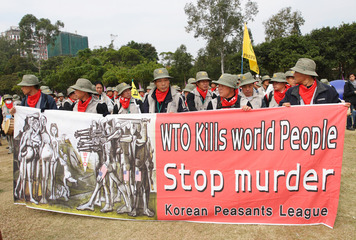 WTO Kills world People
Stop murder
Korean Peasants League